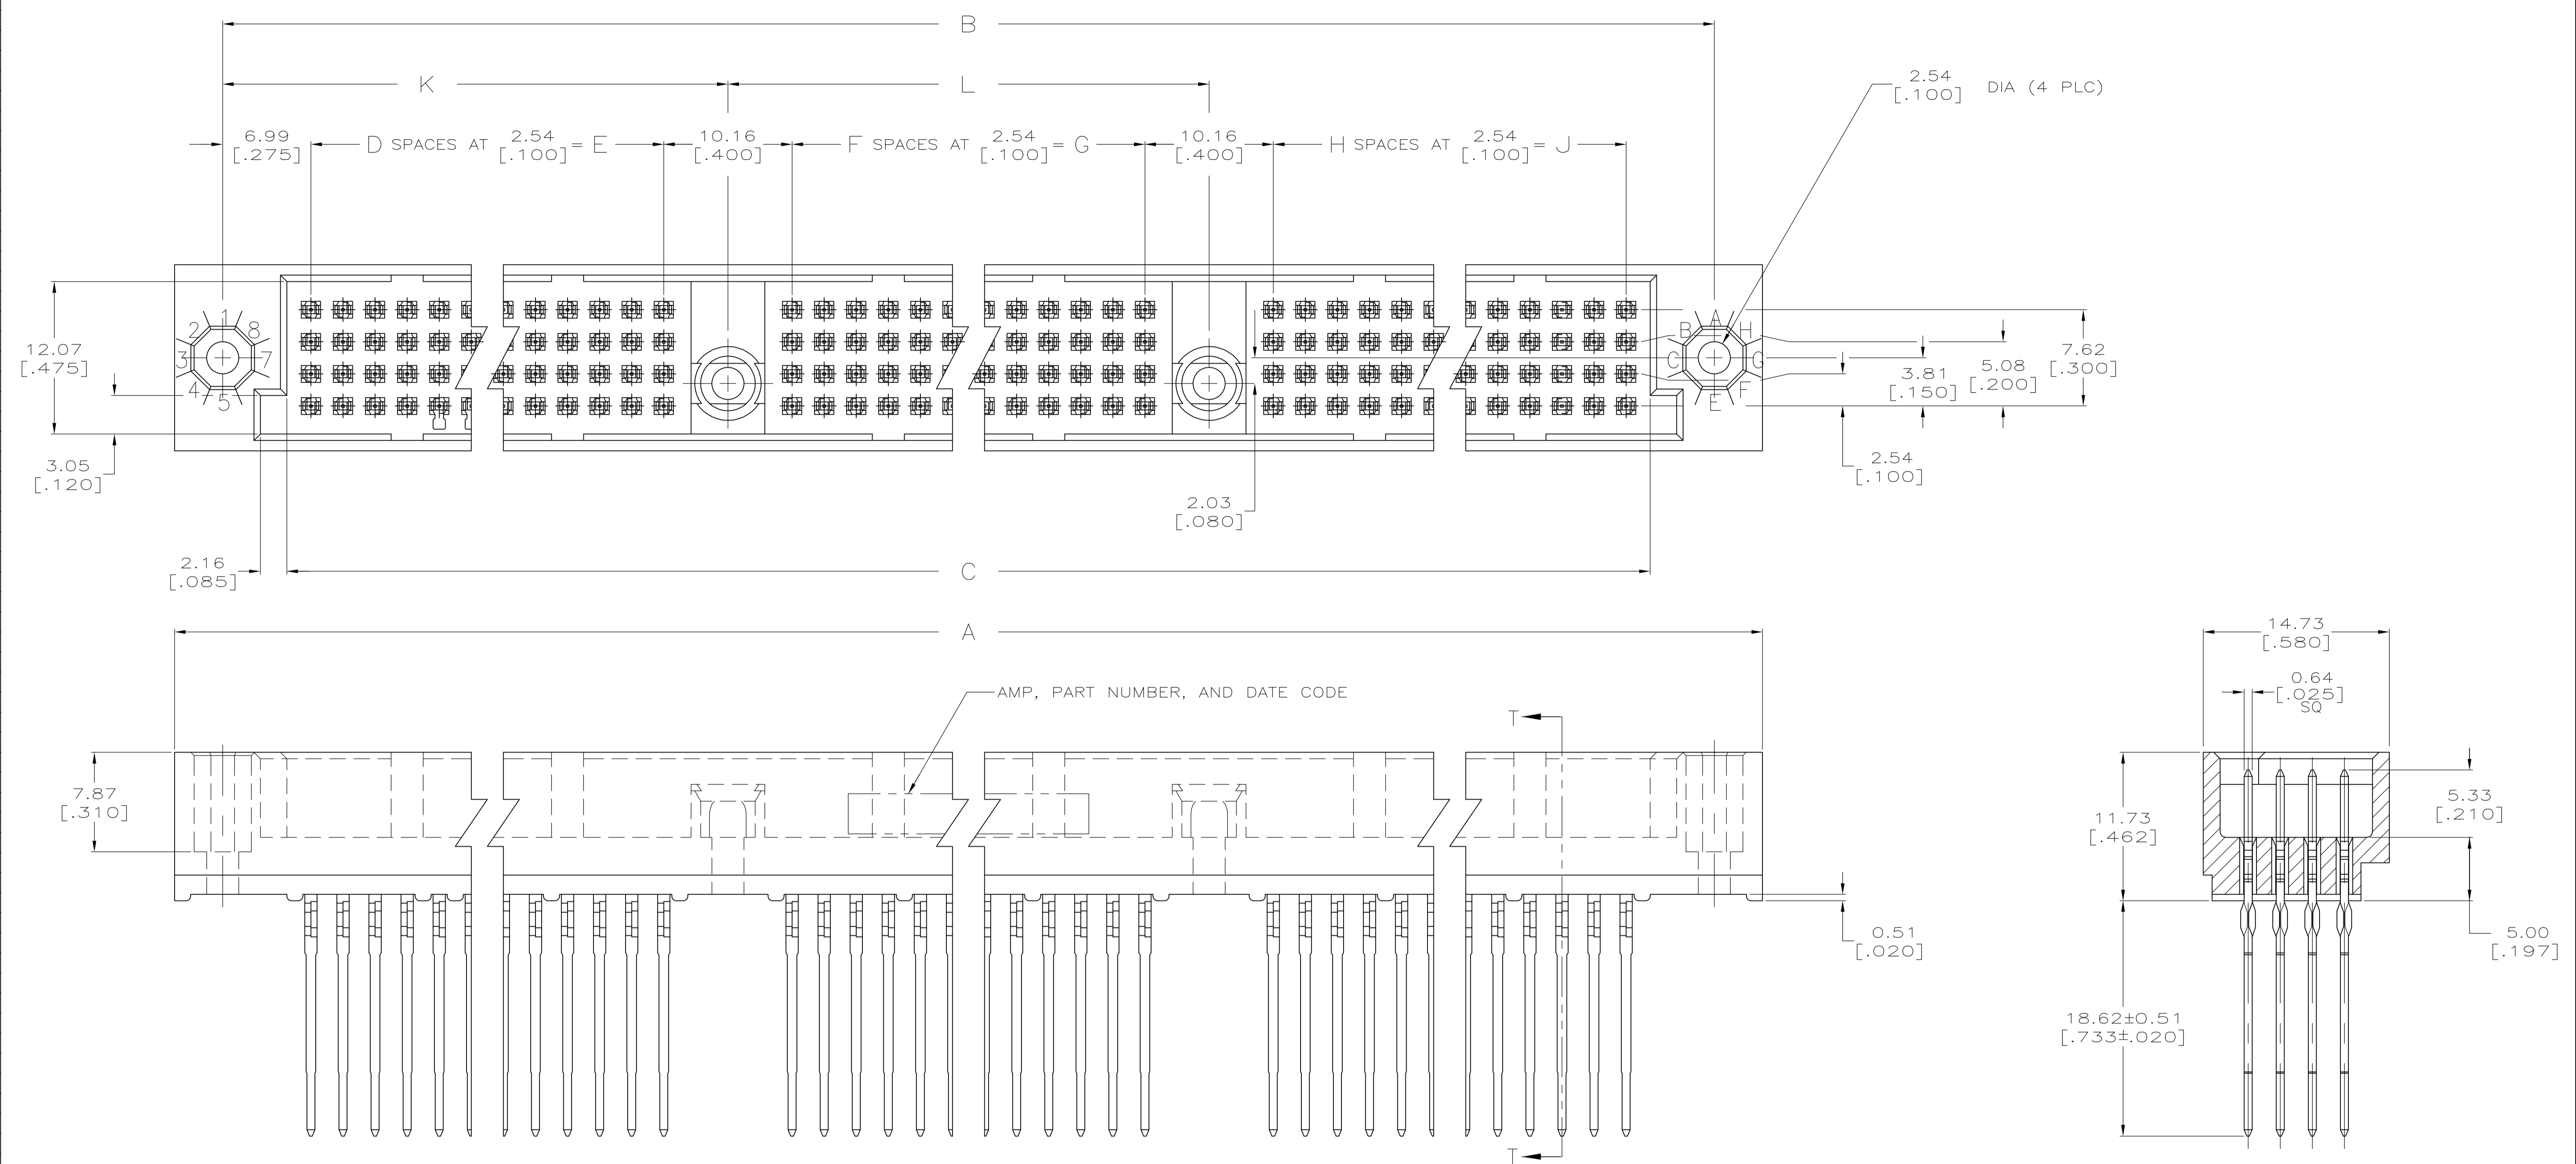 B
K
L
2.54
[.100]
DIA (4 PLC)
6.99
[.275]
D SPACES AT 2.54 [.100] = E
10.16
[.400]
F SPACES AT 2.54 [.100] = G
10.16
[.400]
H SPACES AT 2.54 [.100] = J
1
2
8
3
7
4
5
A
B
H
C
G
F
E
12.07
[.475]
3.05
[.120]
7.62
[.300]
5.08
[.200]
3.81
[.150]
2.54
[.100]
2.03
[.080]
2.16
[.085]
C
A
AMP, PART NUMBER, AND DATE CODE
T
T
7.87
[.310]
0.51
[.020]
14.73
[.580]
0.64
[.025]
SQ
11.73
[.462]
5.33
[.210]
5.00
[.197]
18.62±0.51
[.733±.020]